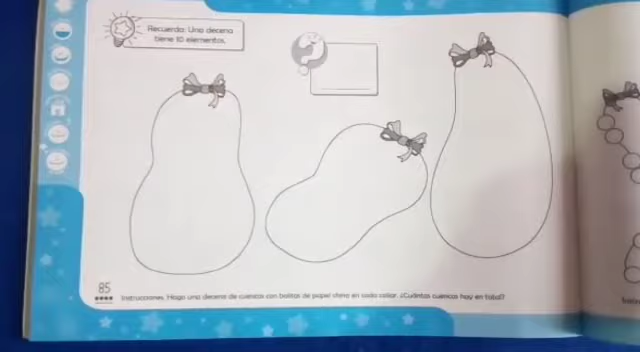 Recuerda: Una decena
tiene 10 elementos.
85
Instrucciones. Haga una decena de cuentas con bolitas de papel china en cada collar. ¿Cuántas cuentas hay en total?